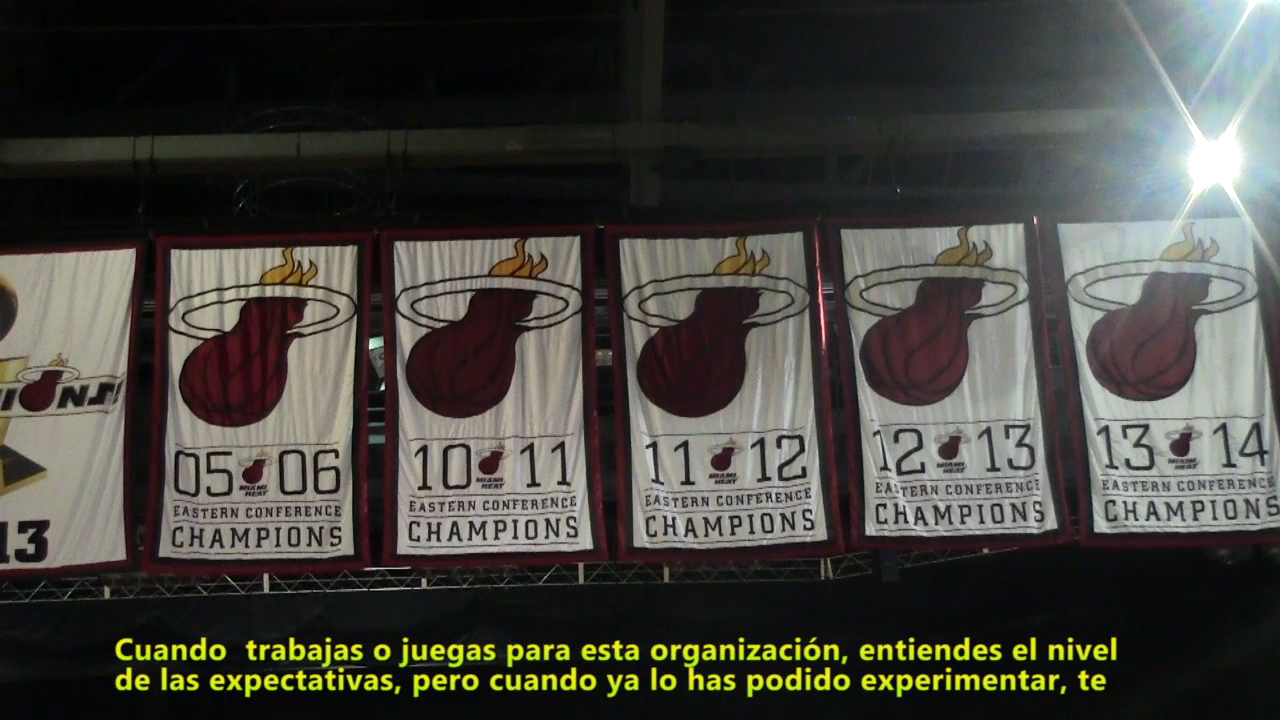 13
05 MIAMI HEAT 06
EASTERN CONFERENCE
CHAMPIONS
10 MIAMI HEAT 11
EASTERN CONFERENCE
CHAMPIONS
11 MIAMI HEAT 12
EASTERN CONFERENCE
CHAMPIONS
12 MIAMI HEAT 13
EASTERN CONFERENCE
CHAMPIONS
13 MIAMI HEAT 14
EASTERN CONFERENCE
CHAMPIONS
Cuando trabajas o juegas para esta organización, entiendes el nivel
de las expectativas, pero cuando ya lo has podido experimentar, te